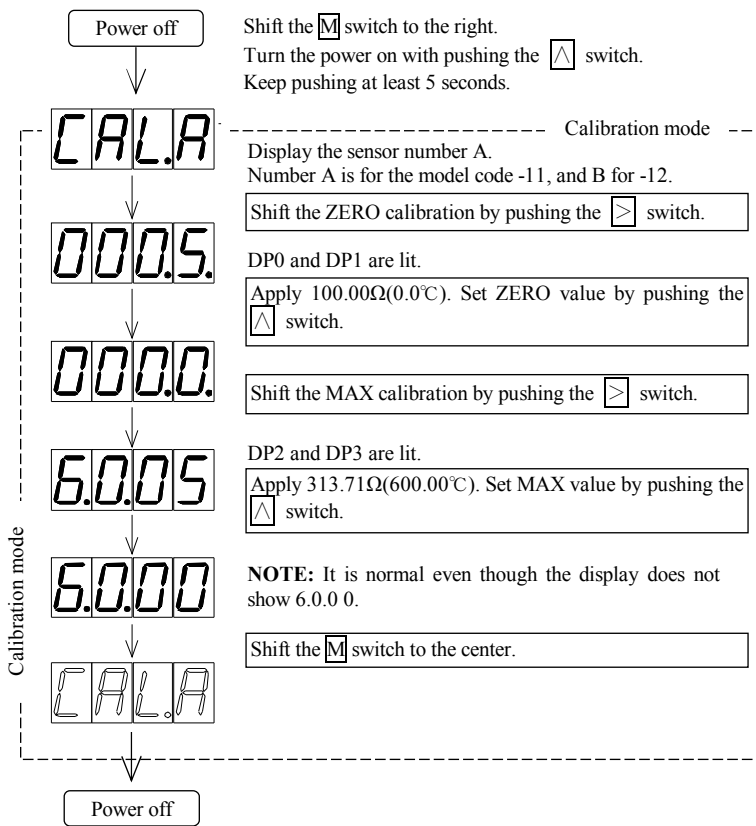 Power off
Shift the M switch to the right.
Turn the power on with pushing the ∧ switch.
Keep pushing at least 5 seconds.
CAL.A
Calibration mode
Display the sensor number A.
Number A is for the model code -11, and B for -12.
Shift the ZERO calibration by pushing the > switch.
000.5.
DP0 and DP1 are lit.
Apply 100.00Ω(0.0℃). Set ZERO value by pushing the
∧ switch.
000.0.
Shift the MAX calibration by pushing the > switch.
6.0.05
DP2 and DP3 are lit.
Apply 313.71Ω(600.00℃). Set MAX value by pushing the
∧ switch.
6.0.00
NOTE: It is normal even though the display does not
show 6.0.0 0.
Calibration mode
Shift the M switch to the center.
CAL.A
Power off